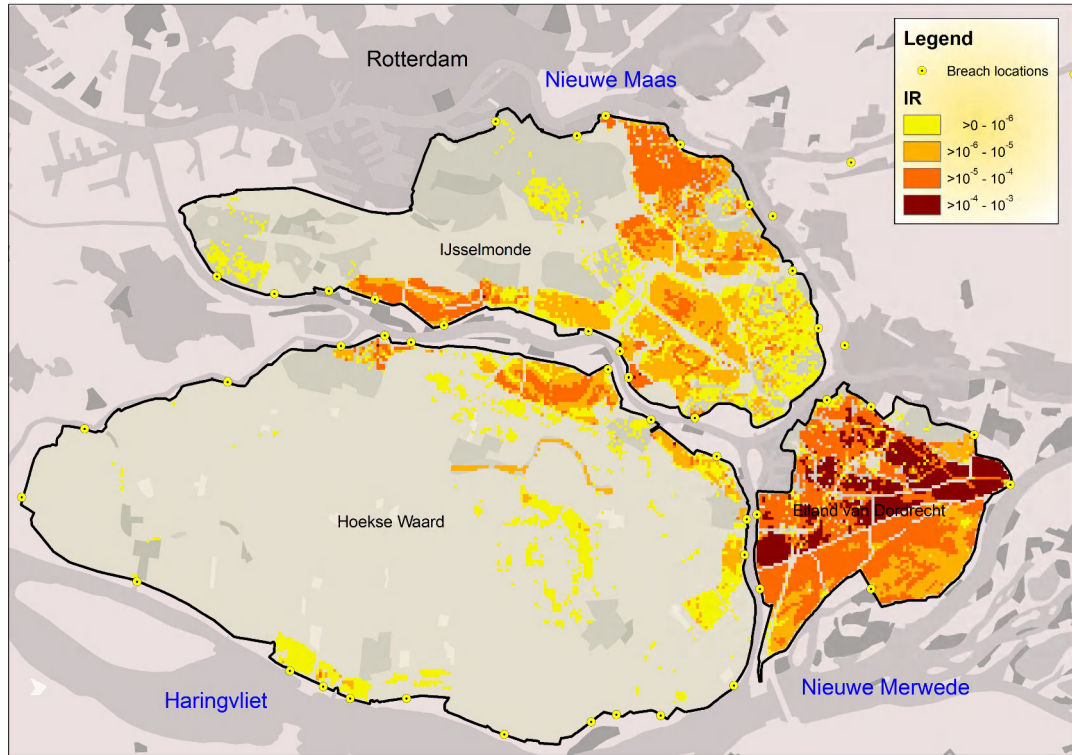 Rotterdam
Nieuwe Maas
Legend
Breach locations
IR
>0 - 10⁻⁶
>10⁻⁶ - 10⁻⁵
>10⁻⁵ - 10⁻⁴
>10⁻⁴ - 10⁻³
IJsselmonde
Hoekse Waard
Eiland van Dordrecht
Haringvliet
Nieuwe Merwede